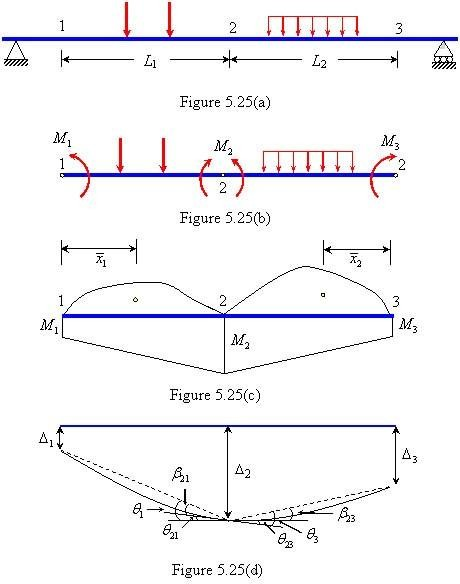 1 2 3
L1 L2
Figure 5.25(a)
M1 M2 M3
1 2 2
Figure 5.25(b)
x̄1 x̄2
1 2 3
M1 M2 M3
Figure 5.25(c)
Δ1 Δ2 Δ3
β21 β23
θ1 θ21 θ23 θ3
Figure 5.25(d)